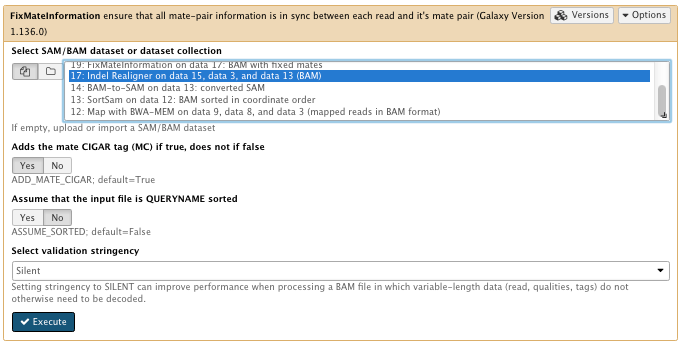 FixMateInformation ensure that all mate-pair information is in sync between each read and it's mate pair (Galaxy Version 1.136.0)
Versions
Options
Select SAM/BAM dataset or dataset collection
19: FixMateInformation on data 17: BAM with fixed mates
17: Indel Realigner on data 15, data 3, and data 13 (BAM)
14: BAM-to-SAM on data 13: converted SAM
13: SortSam on data 12: BAM sorted in coordinate order
12: Map with BWA-MEM on data 9, data 8, and data 3 (mapped reads in BAM format)
If empty, upload or import a SAM/BAM dataset
Adds the mate CIGAR tag (MC) if true, does not if false
Yes No
ADD_MATE_CIGAR; default=True
Assume that the input file is QUERYNAME sorted
Yes No
ASSUME_SORTED; default=False
Select validation stringency
Silent
Setting stringency to SILENT can improve performance when processing a BAM file in which variable-length data (read, qualities, tags) do not
otherwise need to be decoded.
Execute